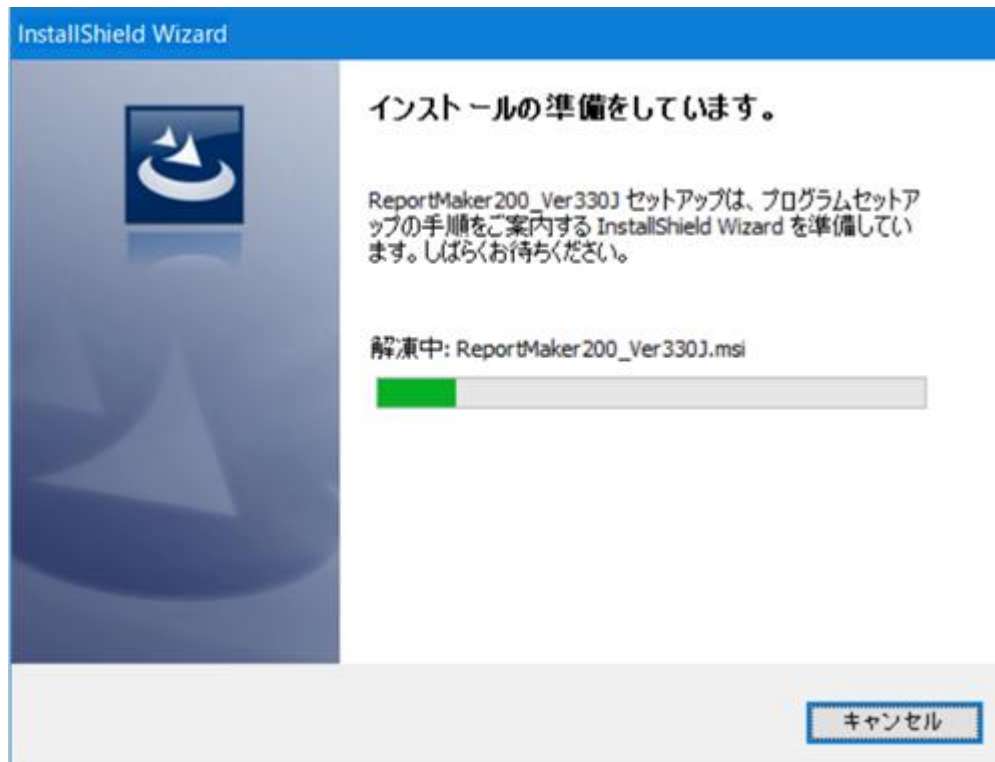 InstallShield Wizard
インストールの準備をしています。
ReportMaker200_Ver330J セットアップは、プログラムセットア
ップの手順をご案内する InstallShield Wizard を準備してい
ます。しばらくお待ちください。
解凍中: ReportMaker200_Ver330J.msi
キャンセル